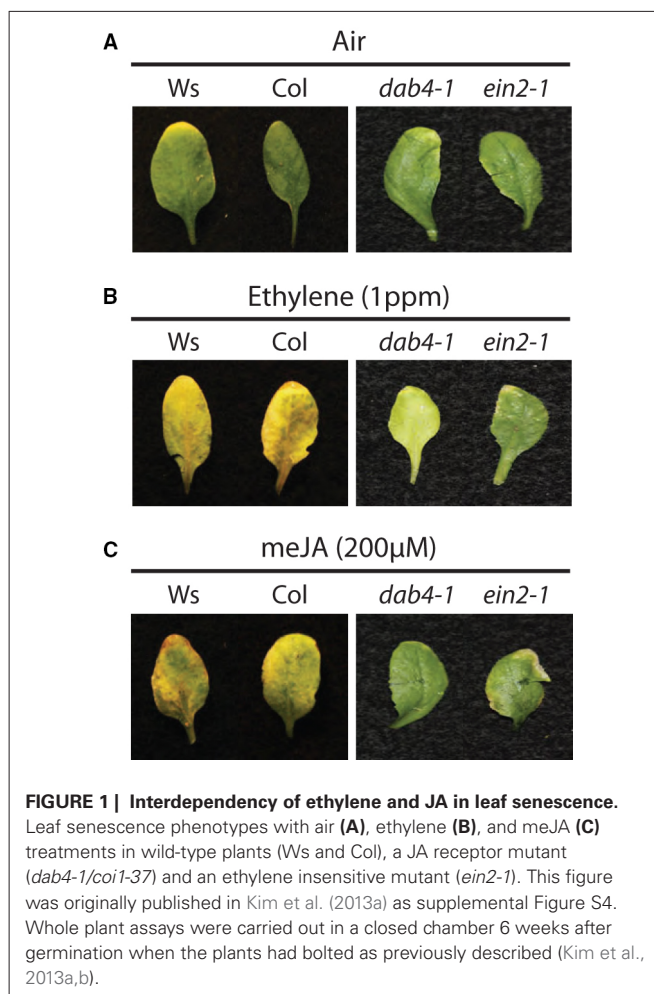 A Air
Ws Col dab4-1 ein2-1
B Ethylene (1ppm)
Ws Col dab4-1 ein2-1
C meJA (200μM)
Ws Col dab4-1 ein2-1
FIGURE 1 | Interdependency of ethylene and JA in leaf senescence.
Leaf senescence phenotypes with air (A), ethylene (B), and meJA (C)
treatments in wild-type plants (Ws and Col), a JA receptor mutant
(dab4-1/coi1-37) and an ethylene insensitive mutant (ein2-1). This figure
was originally published in Kim et al. (2013a) as supplemental Figure S4.
Whole plant assays were carried out in a closed chamber 6 weeks after
germination when the plants had bolted as previously described (Kim et al.,
2013a,b).